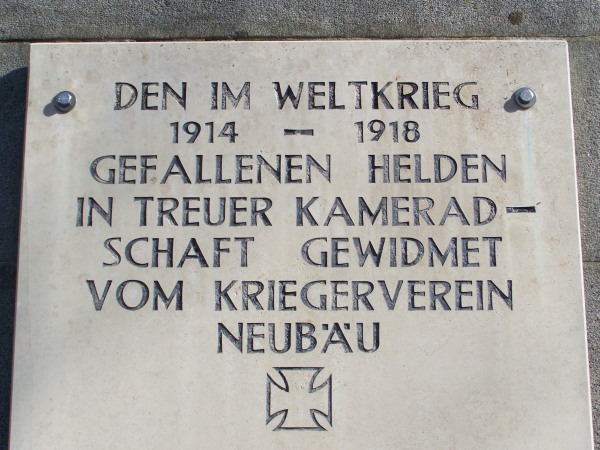 DEN IM WELTKRIEG
1914 – 1918
GEFALLENEN HELDEN
IN TREUER KAMERAD-
SCHAFT GEWIDMET
VOM KRIEGERVEREIN
NEUBÄU